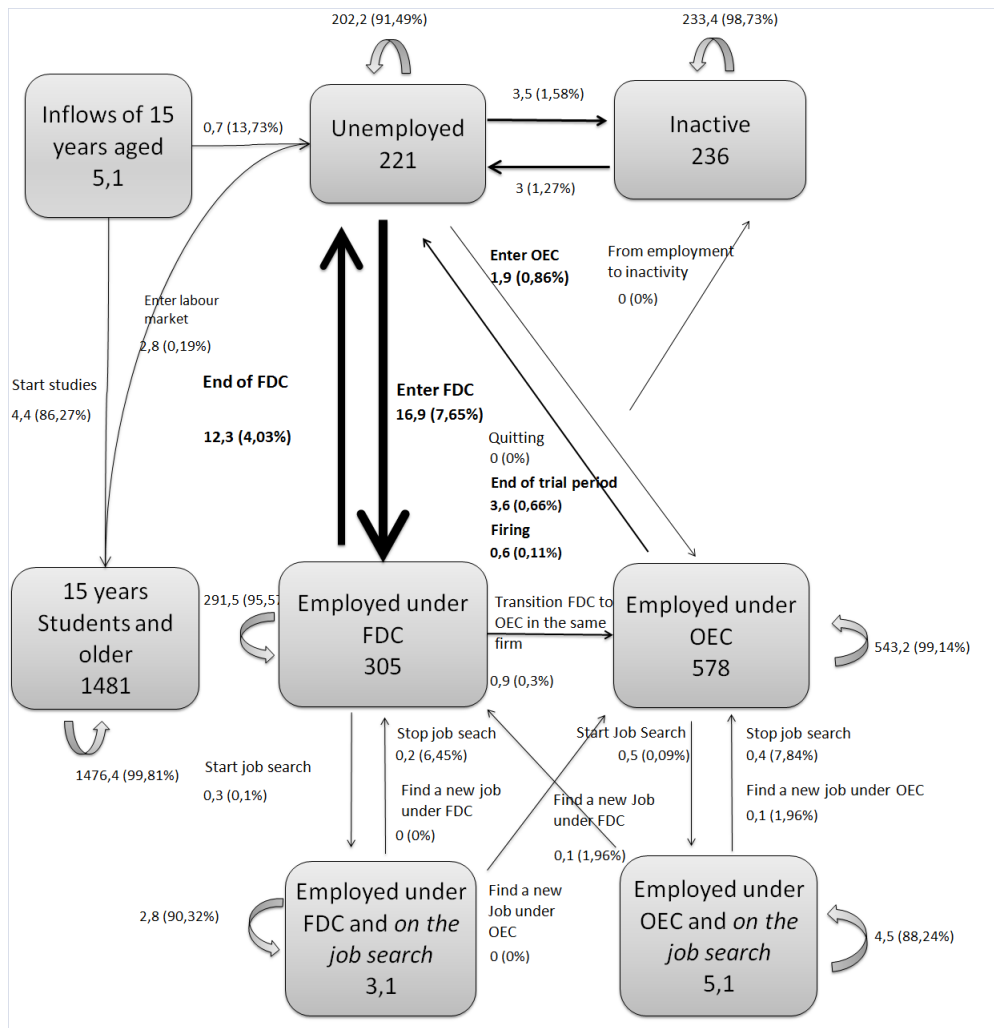 202,2 (91,49%)
233,4 (98,73%)
Inflows of 15
years aged
5,1
0,7 (13,73%)
Unemployed
221
3,5 (1,58%)
3 (1,27%)
Inactive
236
Enter OEC
1,9 (0,86%)
From employment
to inactivity
0 (0%)
Enter labour
market
2,8 (0,19%)
Start studies
4,4 (86,27%)
End of FDC
12,3 (4,03%)
Enter FDC
16,9 (7,65%)
Quitting
0 (0%)
End of trial period
3,6 (0,66%)
Firing
0,6 (0,11%)
15 years
Students and
older
1481
291,5 (95,57
Employed under
FDC
305
Transition FDC to
OEC in the same
firm
0,9 (0,3%)
Employed under
OEC
578
543,2 (99,14%)
1476,4 (99,81%)
Start job search
0,3 (0,1%)
Stop job seach
0,2 (6,45%)
Find a new job
under FDC
0 (0%)
Start Job Search
0,5 (0,09%)
Find a new Job
under FDC
0,1 (1,96%)
Stop job search
0,4 (7,84%)
Find a new job under OEC
0,1 (1,96%)
2,8 (90,32%)
Employed under
FDC and on the
job search
3,1
Find a new
Job under
OEC
0 (0%)
Employed under
OEC and on the
job search
5,1
4,5 (88,24%)